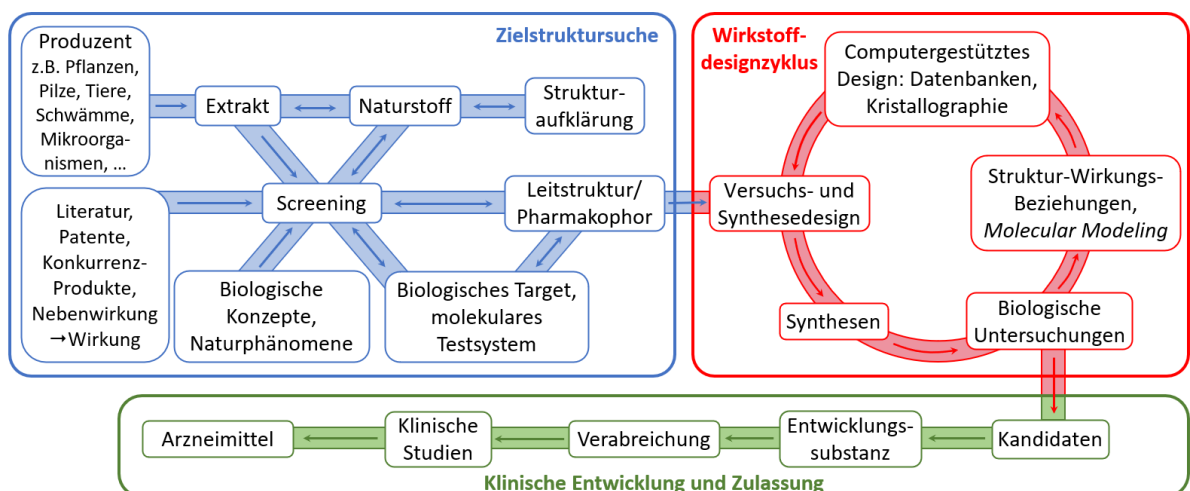 Zielstruktursuche
Produzent
z.B. Pflanzen,
Pilze, Tiere,
Schwämme,
Mikroorga-
nismen, ...
Extrakt
Naturstoff
Struktur-
aufklärung
Literatur,
Patente,
Konkurrenz-
Produkte,
Nebenwirkung
→Wirkung
Screening
Leitstruktur/
Pharmakophor
Biologische
Konzepte,
Naturphänomene
Biologisches Target,
molekulares
Testsystem
Wirkstoff-
designzyklus
Computergestütztes
Design: Datenbanken,
Kristallographie
Versuchs- und
Synthesedesign
Struktur-Wirkungs-
Beziehungen,
Molecular Modeling
Synthesen
Biologische
Untersuchungen
Arzneimittel
Klinische
Studien
Verabreichung
Entwicklungs-
substanz
Kandidaten
Klinische Entwicklung und Zulassung